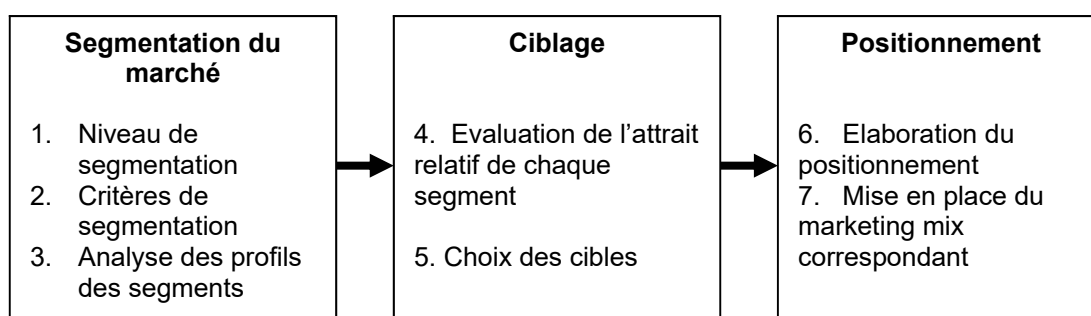 Segmentation du
marché
1. Niveau de
segmentation
2. Critères de
segmentation
3. Analyse des profils
des segments
Ciblage
4. Evaluation de l’attrait
relatif de chaque
segment
5. Choix des cibles
Positionnement
6. Elaboration du
positionnement
7. Mise en place du
marketing mix
correspondant